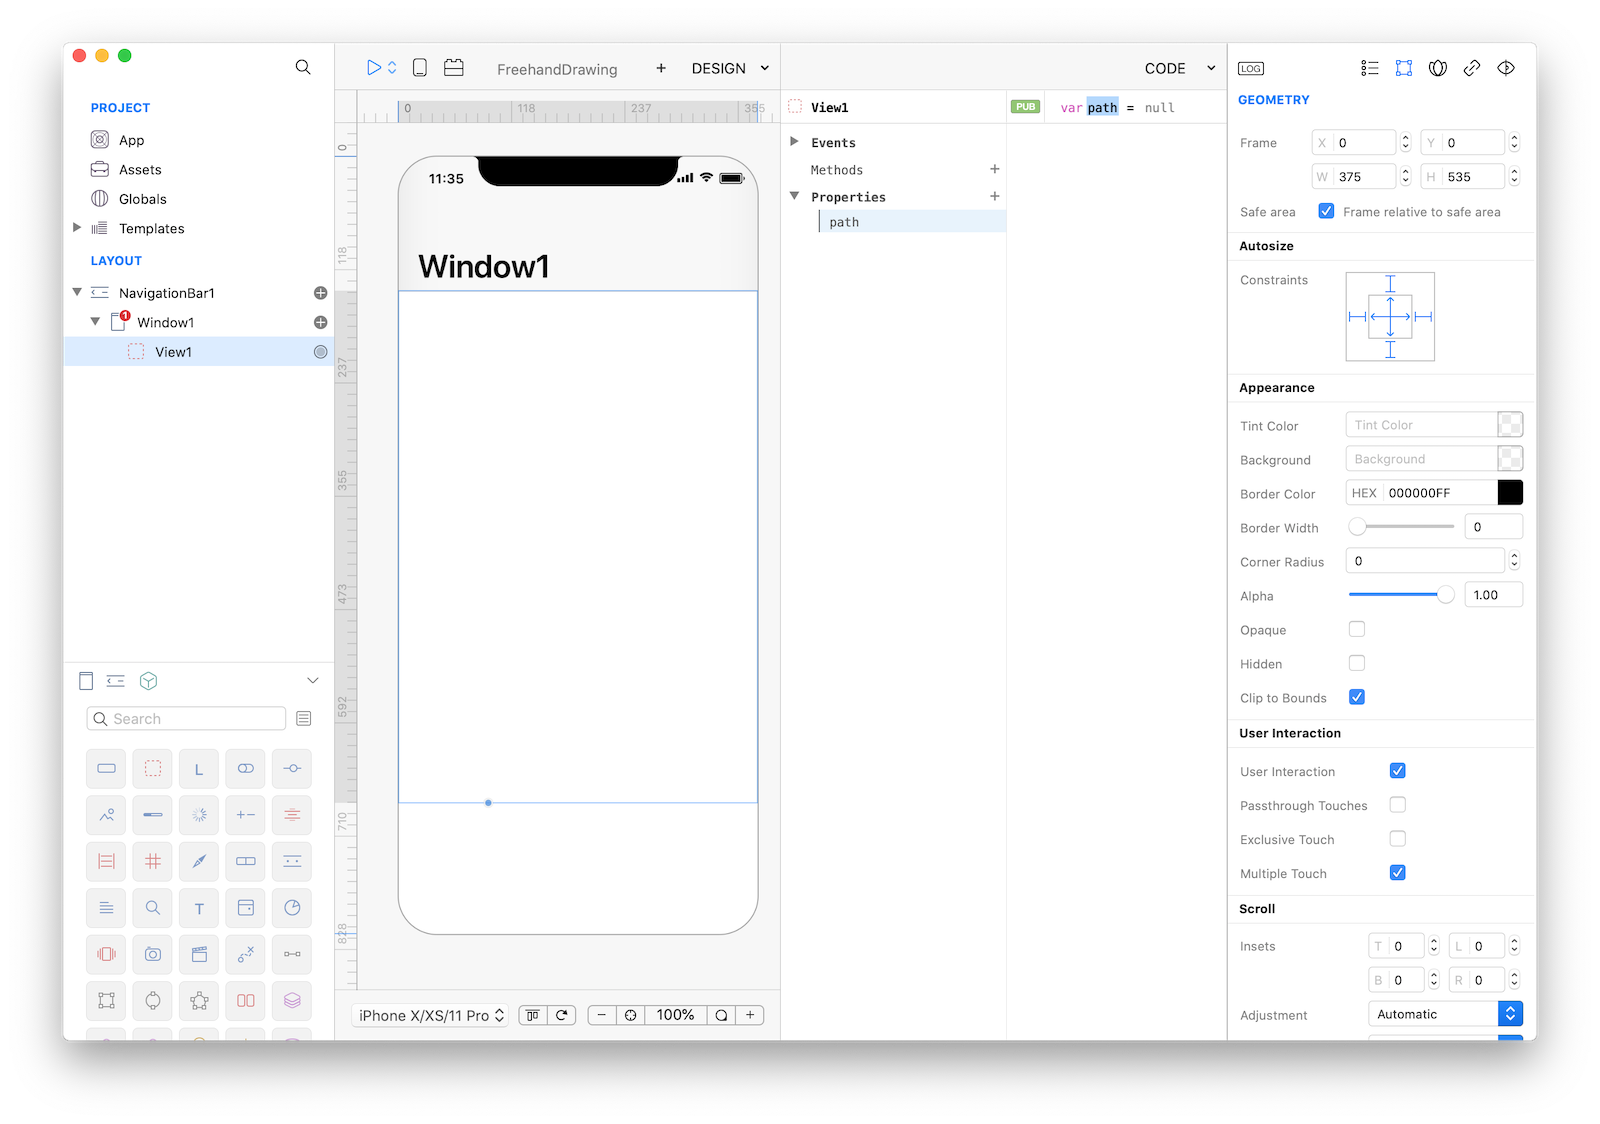 FreehandDrawing
DESIGN
CODE
LOG
PROJECT
App
Assets
Globals
Templates
LAYOUT
NavigationBar1
1
Window1
View1
Search
L
T
0
118
237
355
0
118
237
355
473
592
710
828
11:35
Window1
iPhone X/XS/11 Pro
100%
View1
Events
Methods
Properties
path
PUB
var path = null
GEOMETRY
Frame X 0 Y 0
W 375 H 535
Safe area Frame relative to safe area
Autosize
Constraints
Appearance
Tint Color Tint Color
Background Background
Border Color HEX 000000FF
Border Width 0
Corner Radius 0
Alpha 1.00
Opaque
Hidden
Clip to Bounds
User Interaction
User Interaction
Passthrough Touches
Exclusive Touch
Multiple Touch
Scroll
Insets T 0 L 0
B 0 R 0
Adjustment Automatic